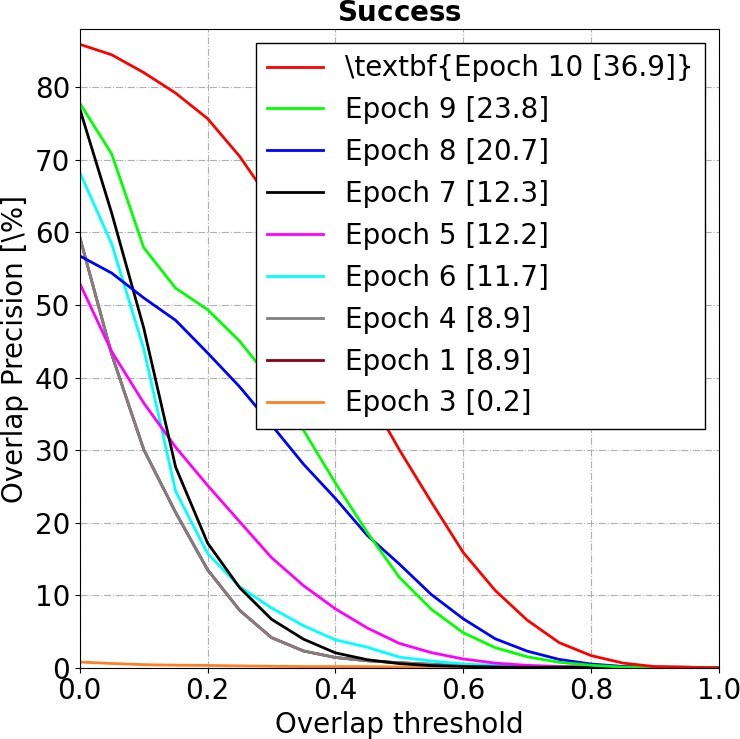 Success
\textbf{Epoch 10 [36.9]}
Epoch 9 [23.8]
Epoch 8 [20.7]
Epoch 7 [12.3]
Epoch 5 [12.2]
Epoch 6 [11.7]
Epoch 4 [8.9]
Epoch 1 [8.9]
Epoch 3 [0.2]
Overlap Precision [\%]
80
70
60
50
40
30
20
10
0
0.0 0.2 0.4 0.6 0.8 1.0
Overlap threshold